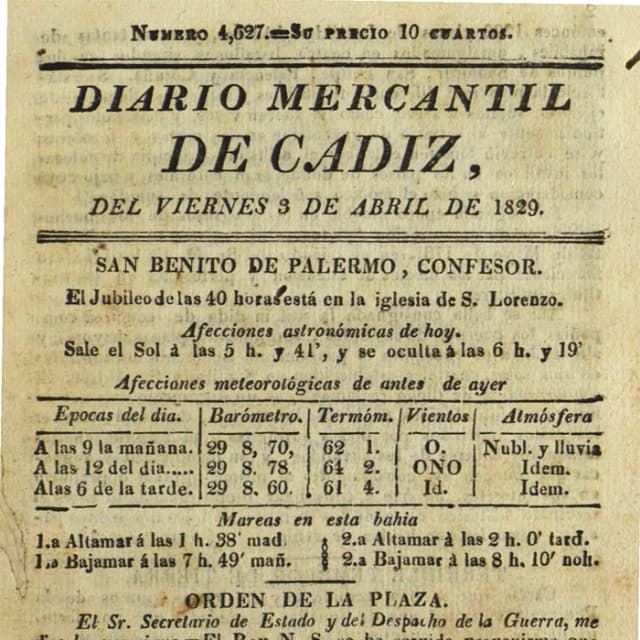 NUMERO 4,627.=SU PRECIO 10 CUARTOS.
DIARIO MERCANTIL
DE CADIZ,
DEL VIERNES 3 DE ABRIL DE 1829.
SAN BENITO DE PALERMO, CONFESOR.
El Jubileo de las 40 horas está en la iglesia de S. Lorenzo.
Afecciones astronómicas de hoy.
Sale el Sol à las 5 h. y 41', y se oculta à las 6 h. y 19'
Afecciones meteorológicas de antes de ayer
Epocas del dia. Barómetro. Termóm. Vientos Atmósfera
A las 9 la mañana. 29 8, 70, 62 1. O. Nubl. y lluvia
A las 12 del dia..... 29 8. 78. 64 2. ONO Idem.
A las 6 de la tarde. 29 8. 60. 61 4. Id. Idem.
Mareas en esta bahia
1.a Altamar á las 1 h. 38' mad. 2.a Altamar à las 2 h. 0' tard.
1.a Bajamar á las 7 h. 49' mañ. 2.a Bajamar à las 8 h. 10' noh.
ORDEN DE LA PLAZA.
El Sr. Secretario de Estado y del Despacho de la Guerra, me